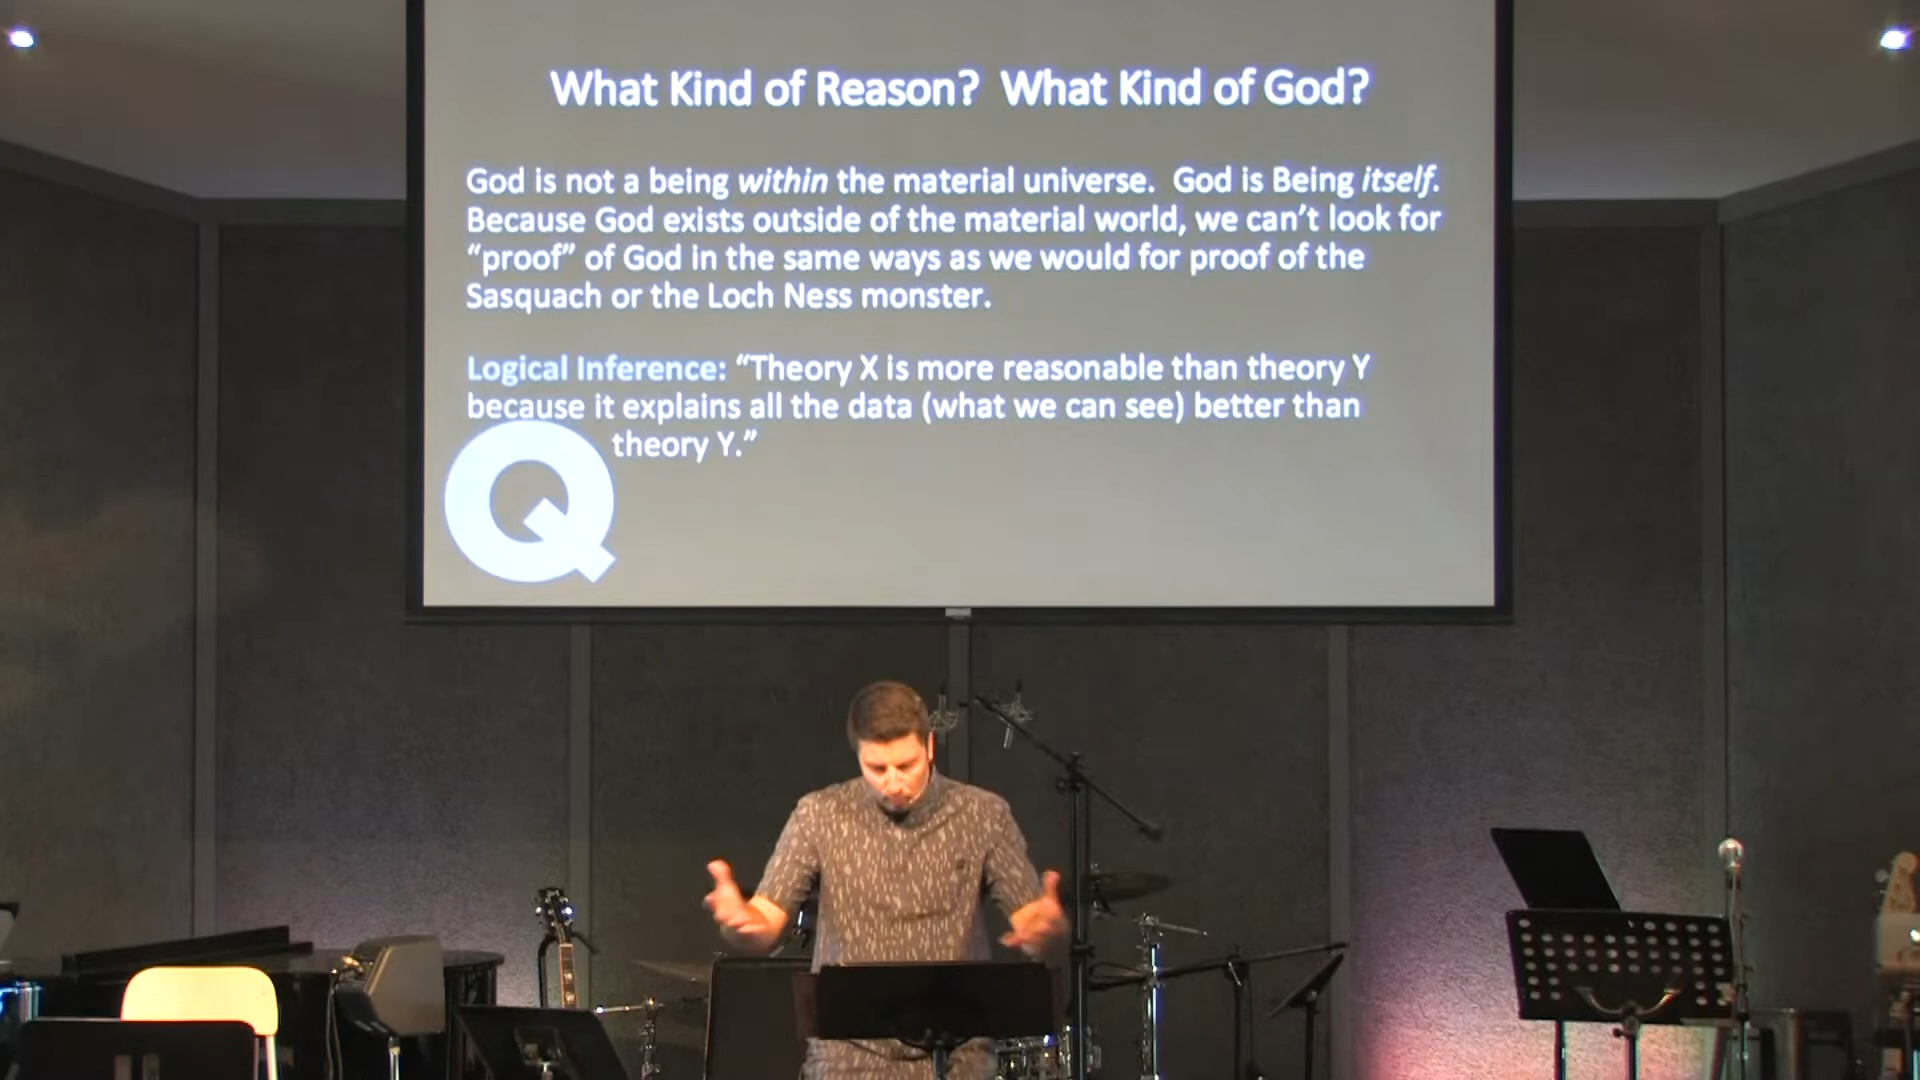 What Kind of Reason?  What Kind of God?
God is not a being within the material universe.  God is Being itself.
Because God exists outside of the material world, we can’t look for
“proof” of God in the same ways as we would for proof of the
Sasquach or the Loch Ness monster.
Logical Inference: “Theory X is more reasonable than theory Y
because it explains all the data (what we can see) better than
theory Y.”
Q